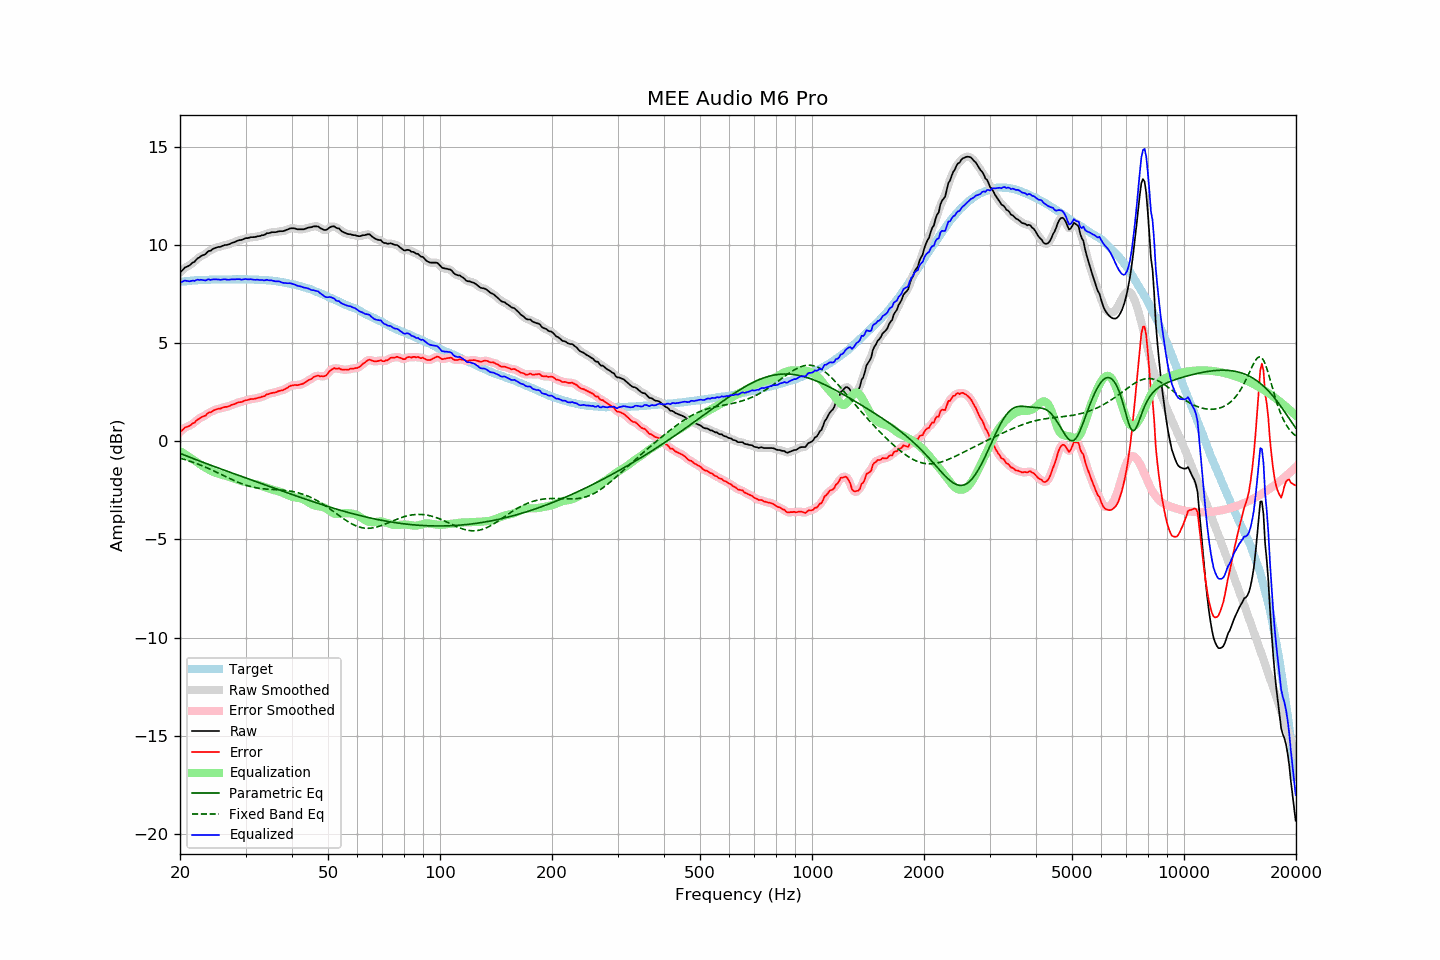 MEE Audio M6 Pro
Amplitude (dBr)
15
10
5
0
−5
−10
−15
−20
Target
Raw Smoothed
Error Smoothed
Raw
Error
Equalization
Parametric Eq
Fixed Band Eq
Equalized
20 50 100 200 500 1000 2000 5000 10000 20000
Frequency (Hz)